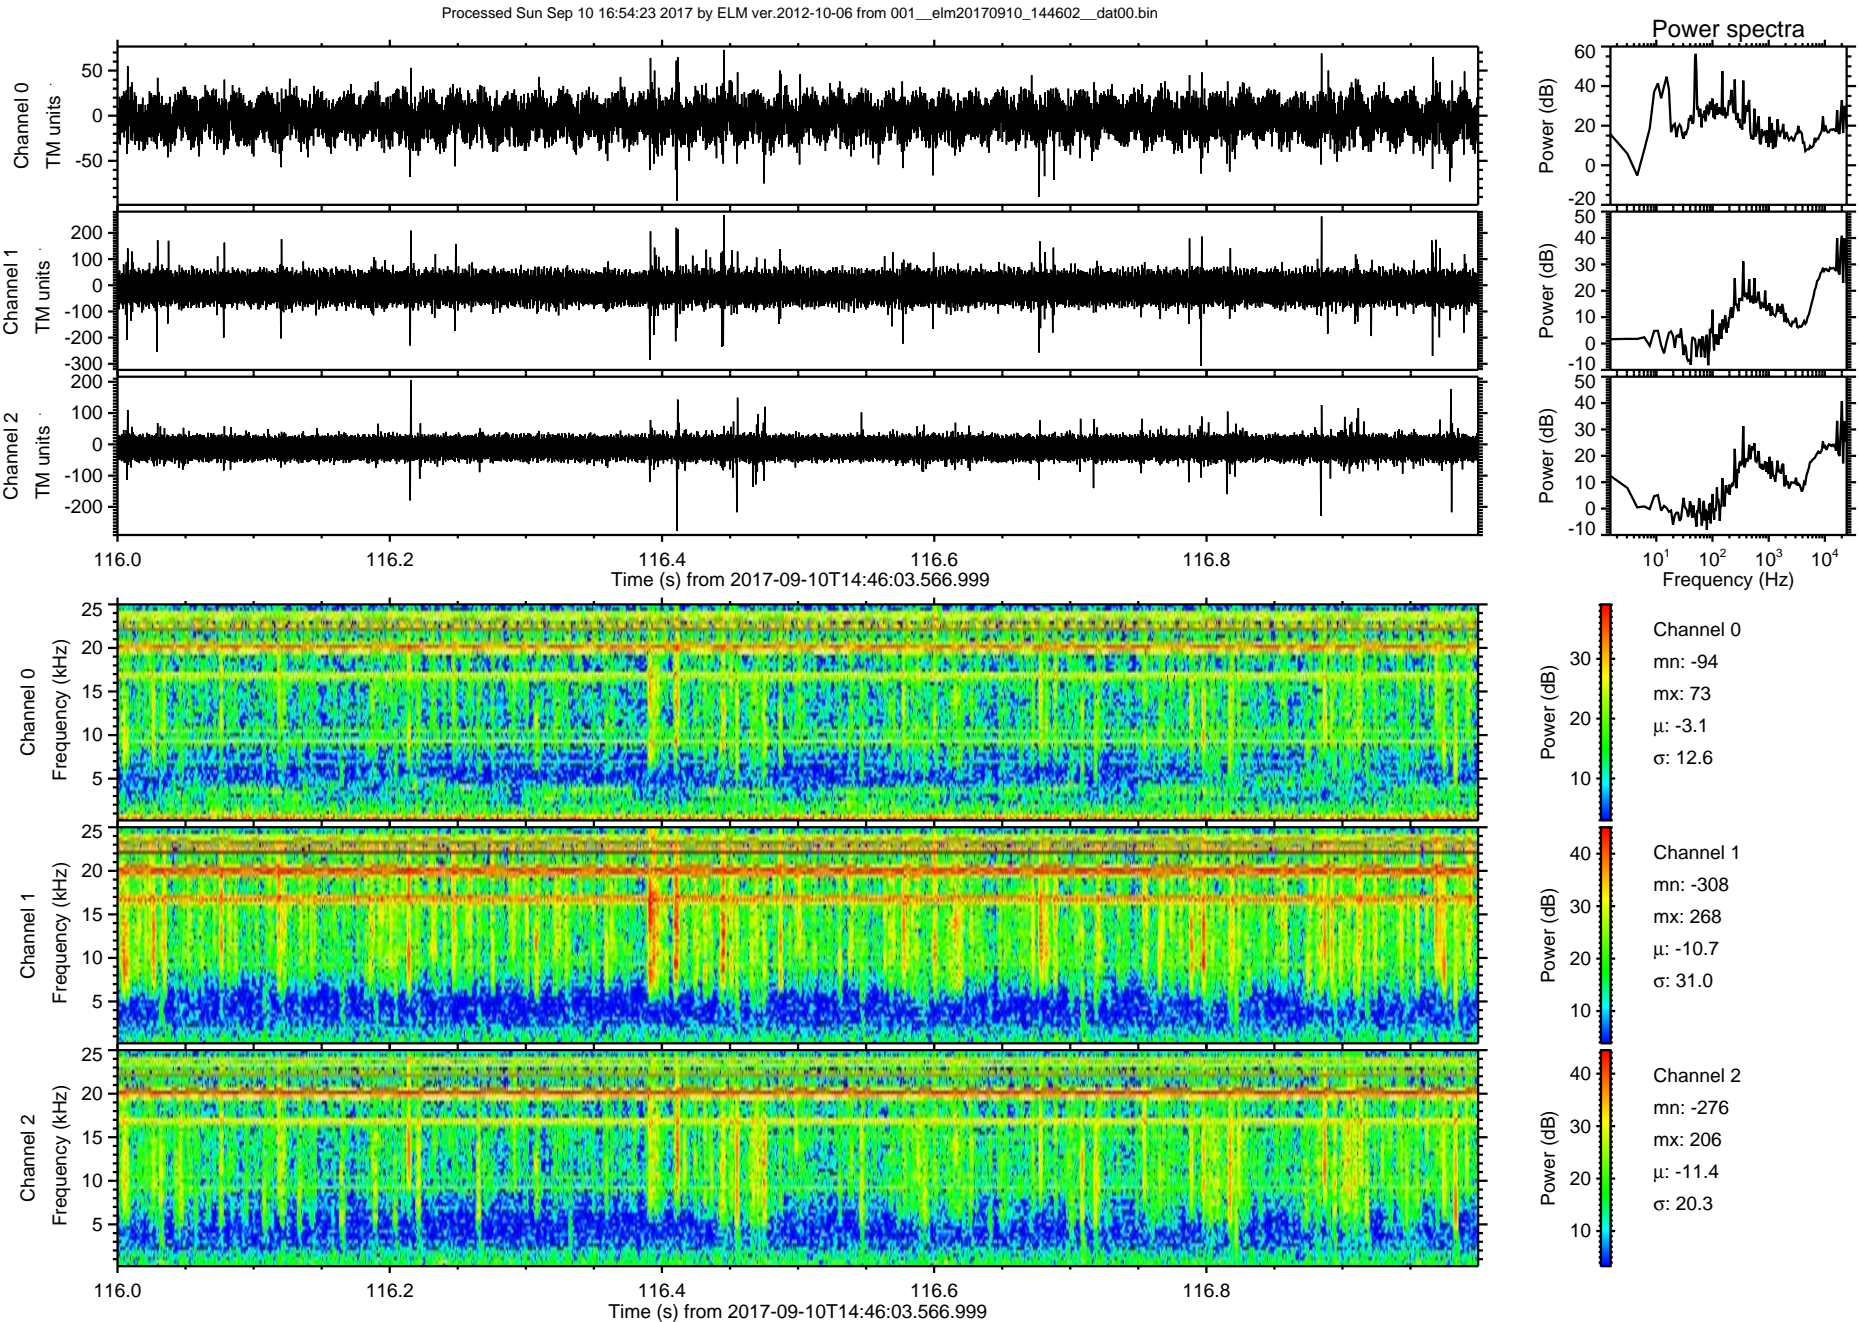 Processed Sun Sep 10 16:54:23 2017 by ELM ver.2012-10-06 from 001__elm20170910_144602__dat00.bin
Power spectra
Channel 0
TM units
50
0
-50
Power (dB)
60
40
20
0
-20
Channel 1
TM units
200
100
0
-100
-200
-300
Power (dB)
50
40
30
20
10
0
-10
Channel 2
TM units
200
100
0
-100
-200
Power (dB)
50
40
30
20
10
0
-10
116.0 116.2 116.4 116.6 116.8
Time (s) from 2017-09-10T14:46:03.566.999
10^1 10^2 10^3 10^4
Frequency (Hz)
Channel 0
Frequency (kHz)
25
20
15
10
5
Power (dB)
30
20
10
Channel 0
mn: -94
mx: 73
μ: -3.1
σ: 12.6
Channel 1
Frequency (kHz)
25
20
15
10
5
Power (dB)
40
30
20
10
Channel 1
mn: -308
mx: 268
μ: -10.7
σ: 31.0
Channel 2
Frequency (kHz)
25
20
15
10
5
Power (dB)
40
30
20
10
Channel 2
mn: -276
mx: 206
μ: -11.4
σ: 20.3
116.0 116.2 116.4 116.6 116.8
Time (s) from 2017-09-10T14:46:03.566.999